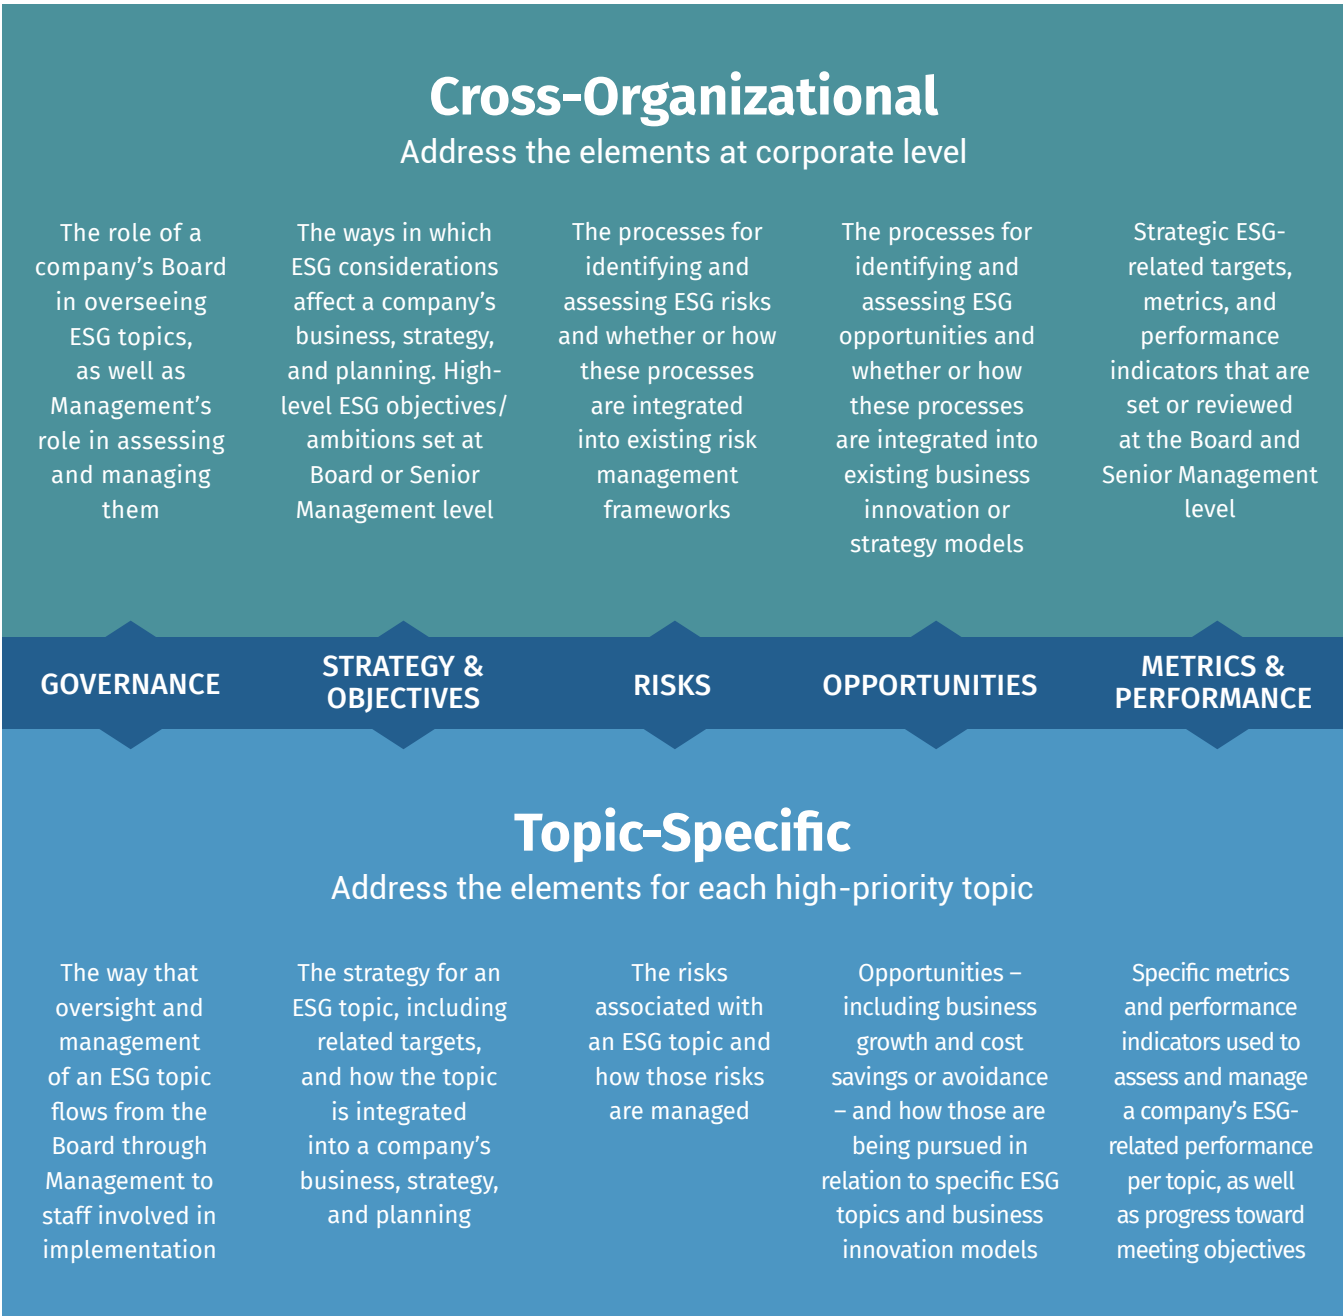 Cross-Organizational
Address the elements at corporate level
The role of a
company's Board
in overseeing
ESG topics,
as well as
Management's
role in assessing
and managing
them
The ways in which
ESG considerations
affect a company's
business, strategy,
and planning. High-
level ESG objectives/
ambitions set at
Board or Senior
Management level
The processes for
identifying and
assessing ESG risks
and whether or how
these processes
are integrated
into existing risk
management
frameworks
The processes for
identifying and
assessing ESG
opportunities and
whether or how
these processes
are integrated into
existing business
innovation or
strategy models
Strategic ESG-
related targets,
metrics, and
performance
indicators that are
set or reviewed
at the Board and
Senior Management
level
GOVERNANCE
STRATEGY &
OBJECTIVES
RISKS
OPPORTUNITIES
METRICS &
PERFORMANCE
Topic-Specific
Address the elements for each high-priority topic
The way that
oversight and
management
of an ESG topic
flows from the
Board through
Management to
staff involved in
implementation
The strategy for an
ESG topic, including
related targets,
and how the topic
is integrated
into a company's
business, strategy,
and planning
The risks
associated with
an ESG topic and
how those risks
are managed
Opportunities –
including business
growth and cost
savings or avoidance
– and how those are
being pursued in
relation to specific ESG
topics and business
innovation models
Specific metrics
and performance
indicators used to
assess and manage
a company's ESG-
related performance
per topic, as well
as progress toward
meeting objectives